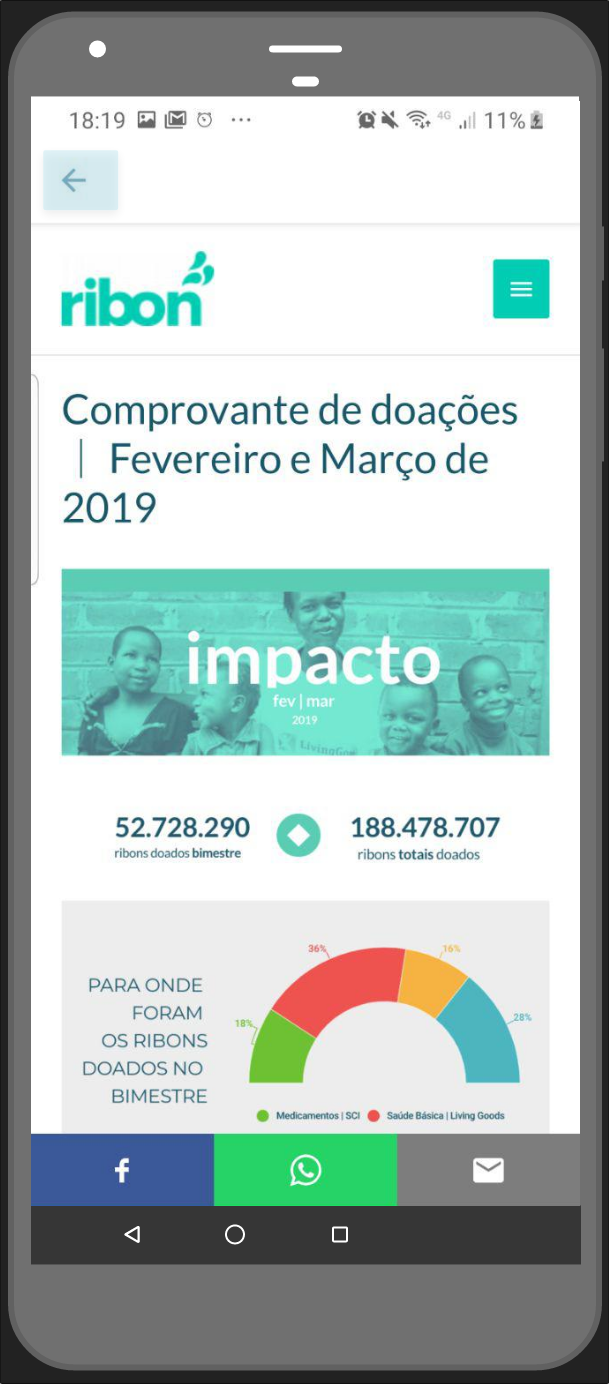 18:19 4G 11%
ribon
Comprovante de doações
| Fevereiro e Março de
2019
impacto
fev | mar
2019
LivingGoo
52.728.290
ribons doados bimestre
188.478.707
ribons totais doados
PARA ONDE
FORAM
OS RIBONS
DOADOS NO
BIMESTRE
36%
16%
18%
28%
Medicamentos | SCI
Saúde Básica | Living Goods